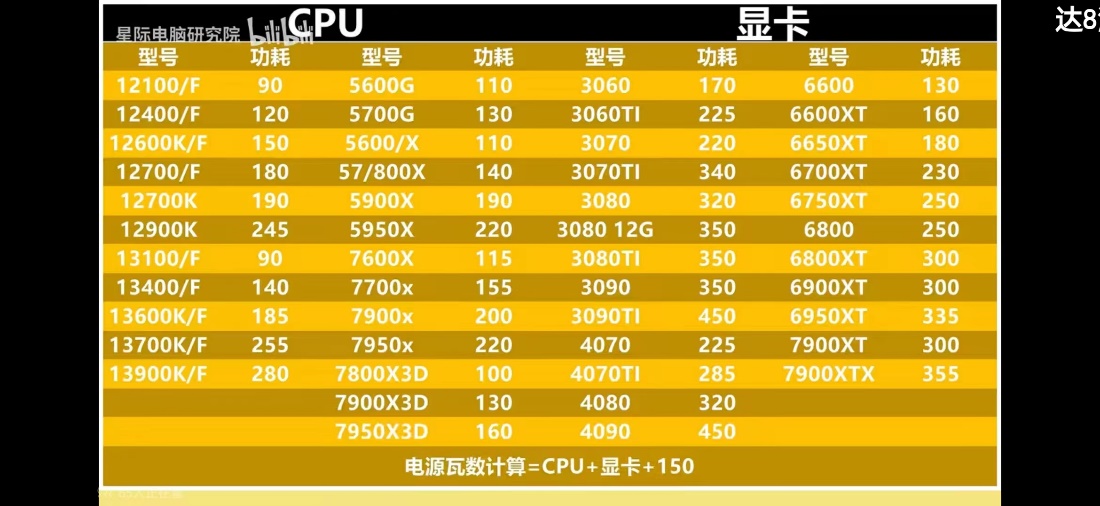 达8
星际电脑研究院 bilibili
CPU 显卡
型号 功耗 型号 功耗 型号 功耗 型号 功耗
12100/F 90 5600G 110 3060 170 6600 130
12400/F 120 5700G 130 3060TI 225 6600XT 160
12600K/F 150 5600/X 110 3070 220 6650XT 180
12700/F 180 57/800X 140 3070TI 340 6700XT 230
12700K 190 5900X 190 3080 320 6750XT 250
12900K 245 5950X 220 3080 12G 350 6800 250
13100/F 90 7600X 115 3080TI 350 6800XT 300
13400/F 140 7700x 155 3090 350 6900XT 300
13600K/F 185 7900x 200 3090TI 450 6950XT 335
13700K/F 255 7950x 220 4070 225 7900XT 300
13900K/F 280 7800X3D 100 4070TI 285 7900XTX 355
7900X3D 130 4080 320
7950X3D 160 4090 450
电源瓦数计算=CPU+显卡+150